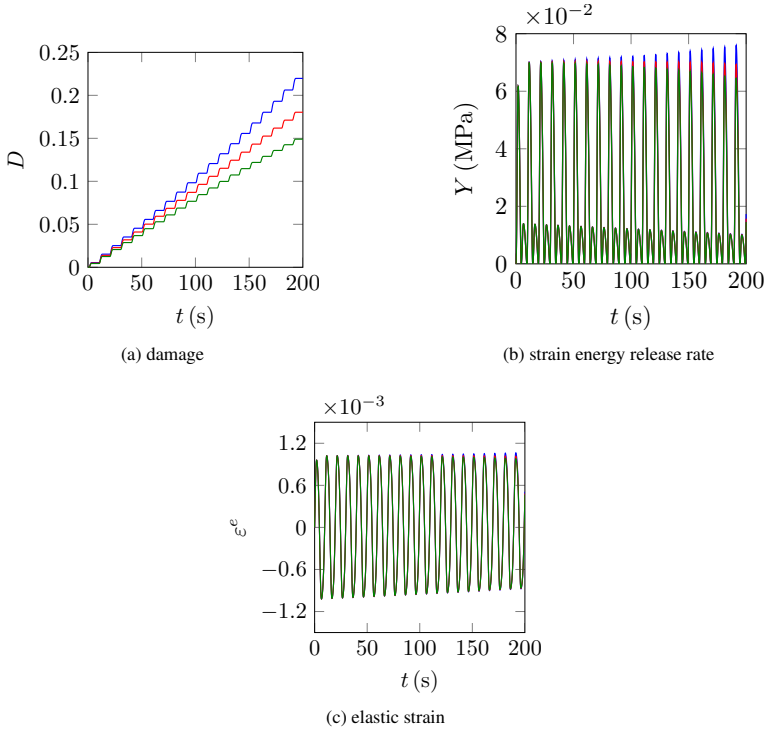 0.25
0.2
0.15
0.1
0.05
0
D
0 50 100 150 200
t (s)
(a) damage
×10−2
8
6
4
2
0
Y (MPa)
0 50 100 150 200
t (s)
(b) strain energy release rate
×10−3
1.2
0.6
0
−0.6
−1.2
εe
0 50 100 150 200
t (s)
(c) elastic strain